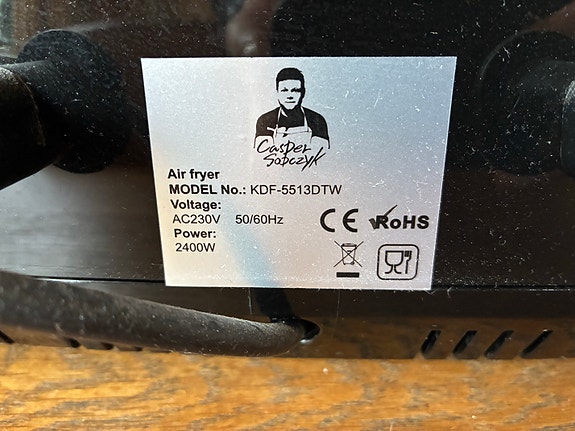 Casper
Sobczyk
Air fryer
MODEL No.: KDF-5513DTW
Voltage:
AC230V 50/60Hz
Power:
2400W
CE RoHS